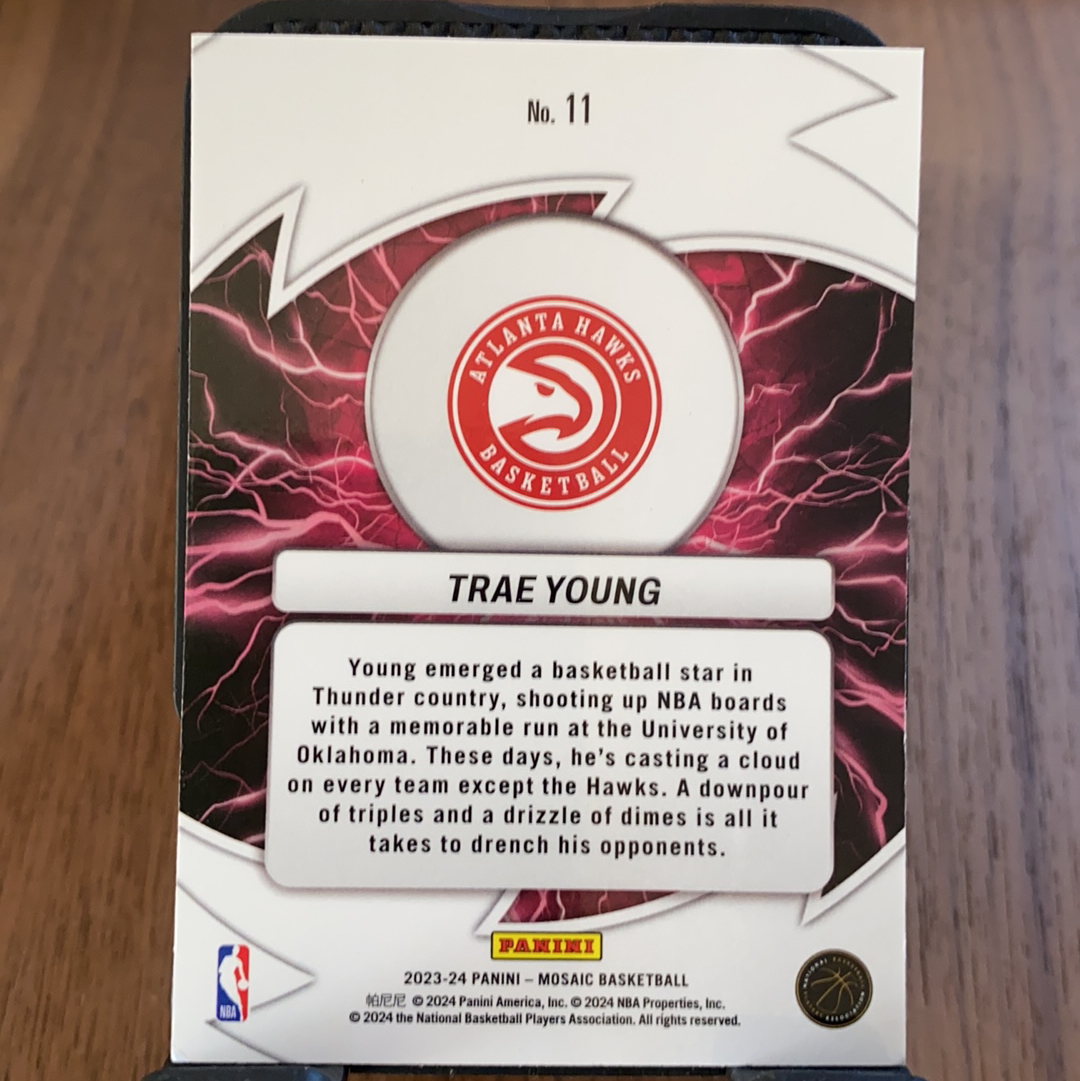 No. 11
ATLANTA HAWKS
BASKETBALL
TRAE YOUNG
Young emerged a basketball star in
Thunder country, shooting up NBA boards
with a memorable run at the University of
Oklahoma. These days, he's casting a cloud
on every team except the Hawks. A downpour
of triples and a drizzle of dimes is all it
takes to drench his opponents.
PANINI
NBA
2023-24 PANINI – MOSAIC BASKETBALL
帕尼尼 © 2024 Panini America, Inc. © 2024 NBA Properties, Inc.
© 2024 the National Basketball Players Association. All rights reserved.
NATIONAL BASKETBALL